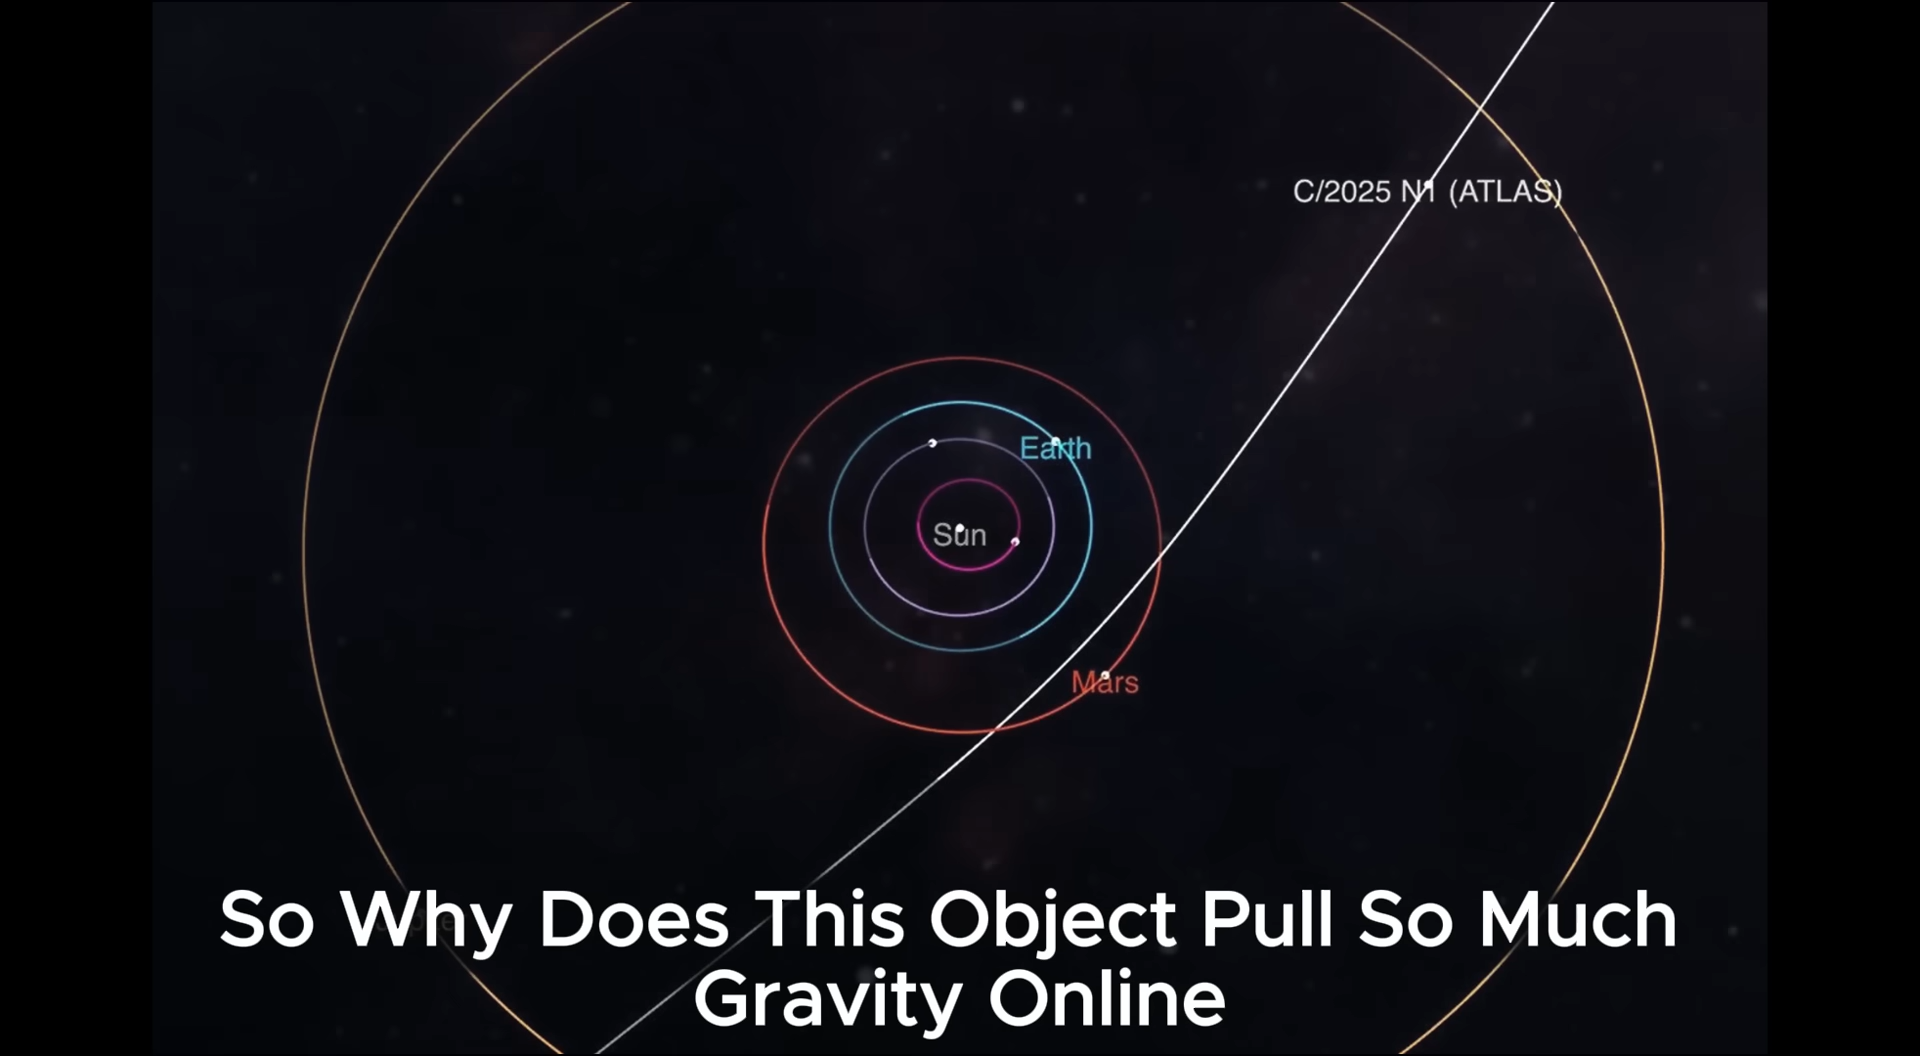 C/2025 N1 (ATLAS)
Earth
Sun
Mars
So Why Does This Object Pull So Much
Gravity Online